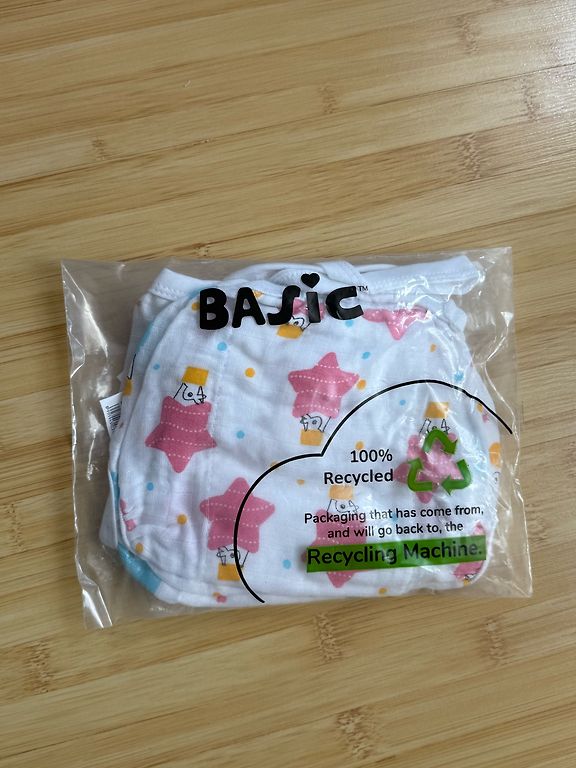 BASIC™
100%
Recycled
Packaging that has come from,
and will go back to, the
Recycling Machine.